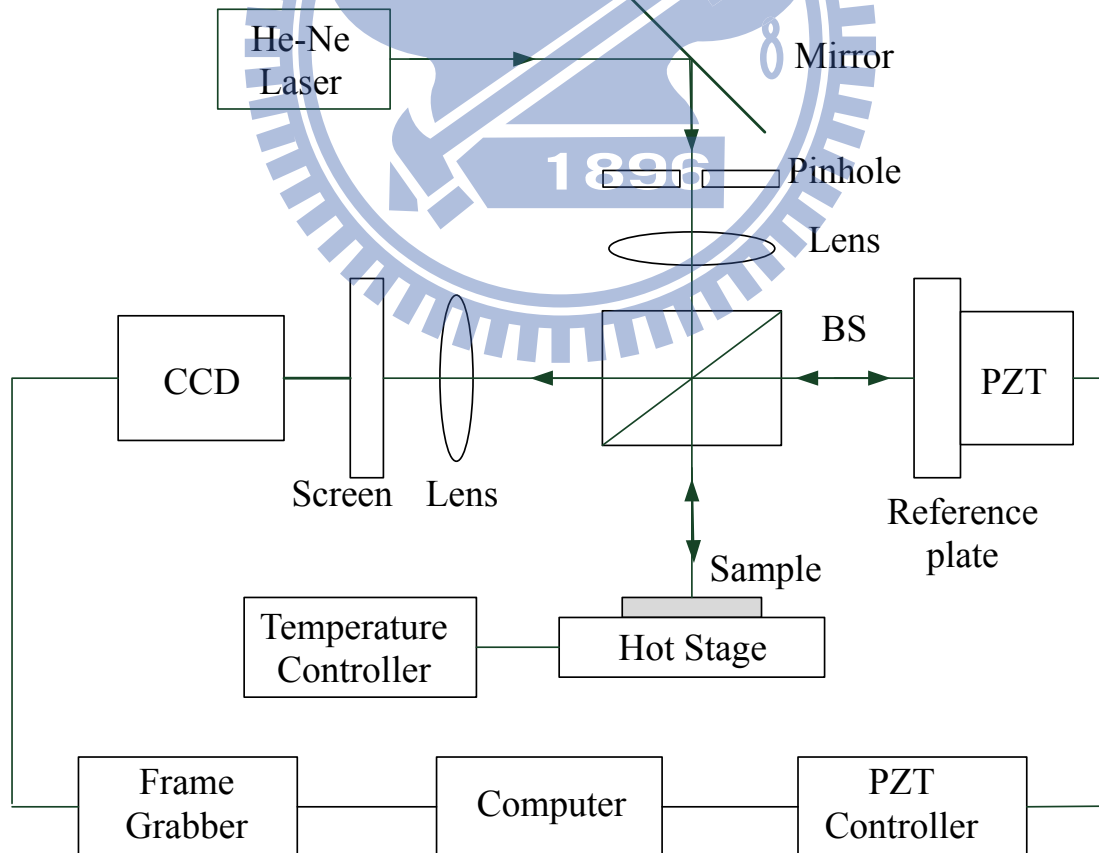 He-Ne
Laser
Mirror
1896
Pinhole
Lens
BS
CCD
PZT
Screen
Lens
Reference
plate
Sample
Temperature
Controller
Hot Stage
Frame
Grabber
Computer
PZT
Controller